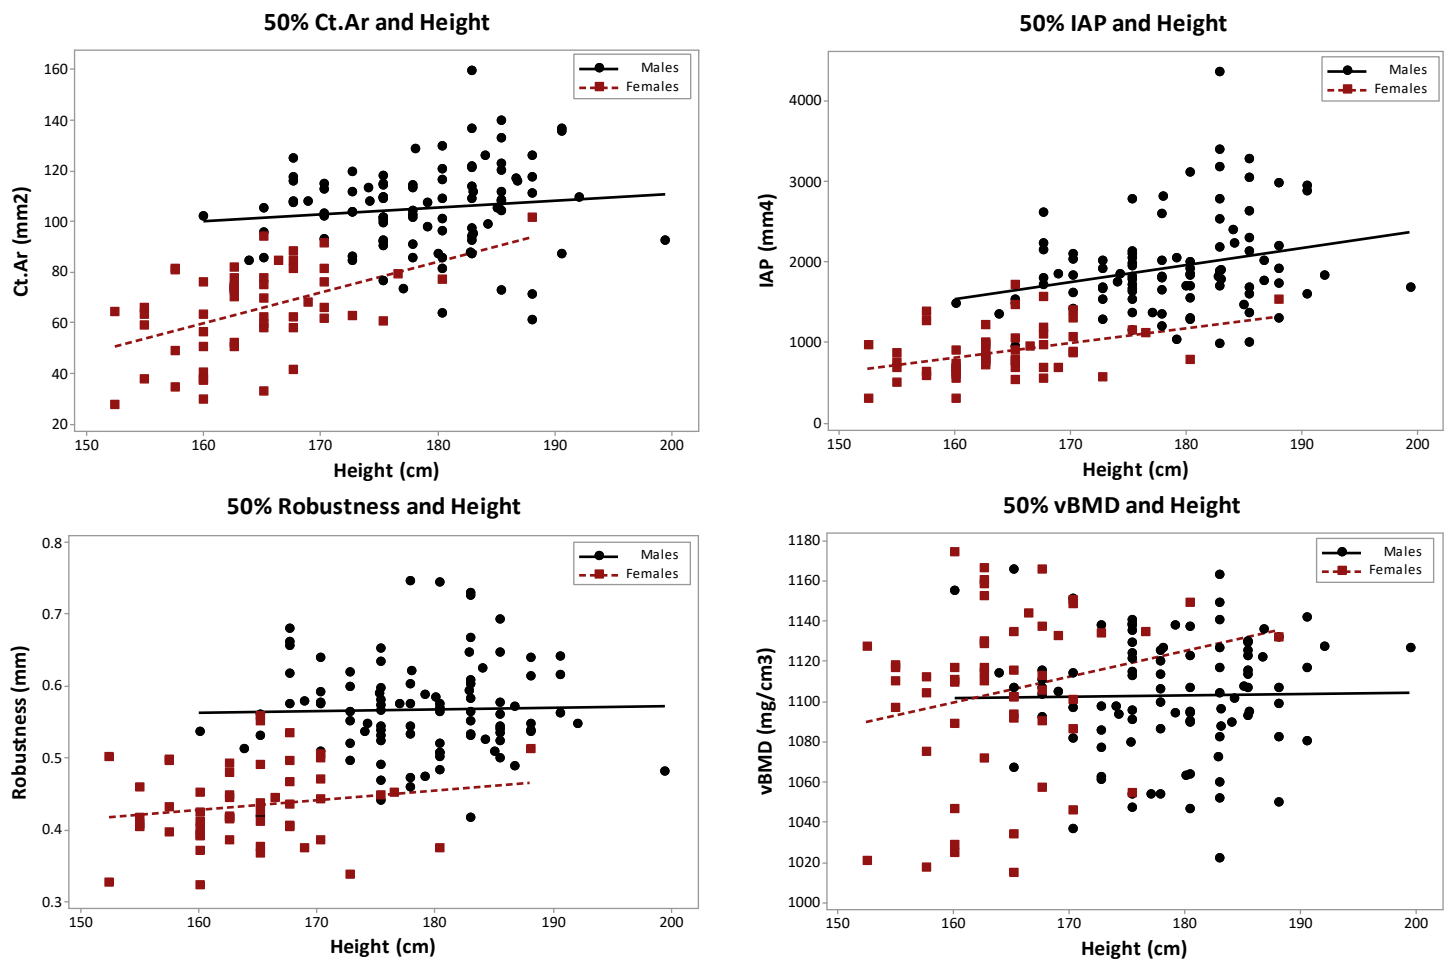 50% Ct.Ar and Height
160
140
120
100
80
60
40
20
Ct.Ar (mm2)
Males
Females
150 160 170 180 190 200
Height (cm)
50% IAP and Height
4000
3000
2000
1000
0
IAP (mm4)
Males
Females
150 160 170 180 190 200
Height (cm)
50% Robustness and Height
0.8
0.7
0.6
0.5
0.4
0.3
Robustness (mm)
Males
Females
150 160 170 180 190 200
Height (cm)
50% vBMD and Height
1180
1160
1140
1120
1100
1080
1060
1040
1020
1000
vBMD (mg/cm3)
Males
Females
150 160 170 180 190 200
Height (cm)